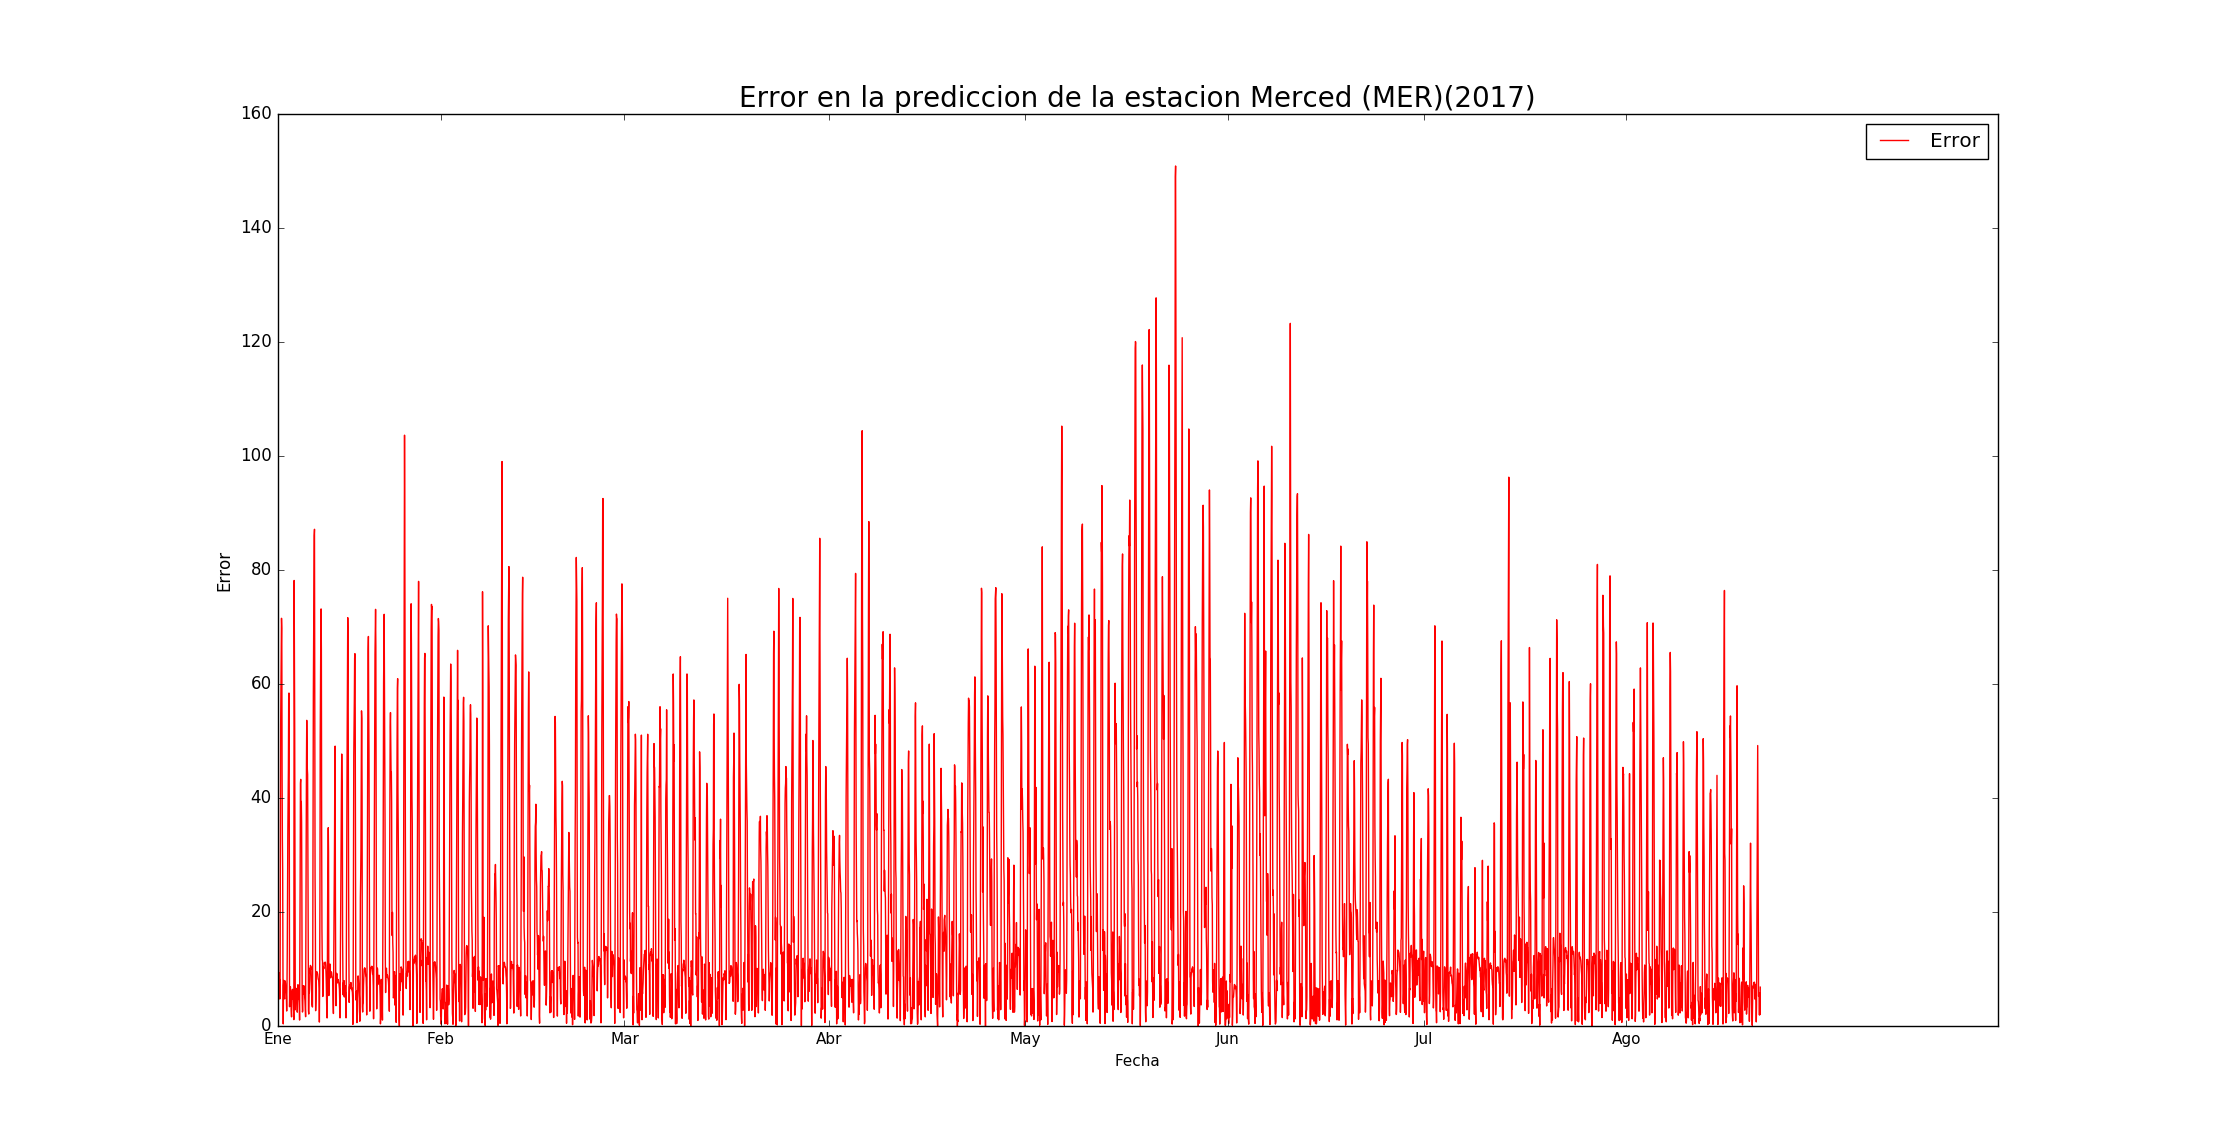 Error en la prediccion de la estacion Merced (MER)(2017)
160
140
120
100
80
60
40
20
0
Error
Error
Ene Feb Mar Abr May Jun Jul Ago
Fecha